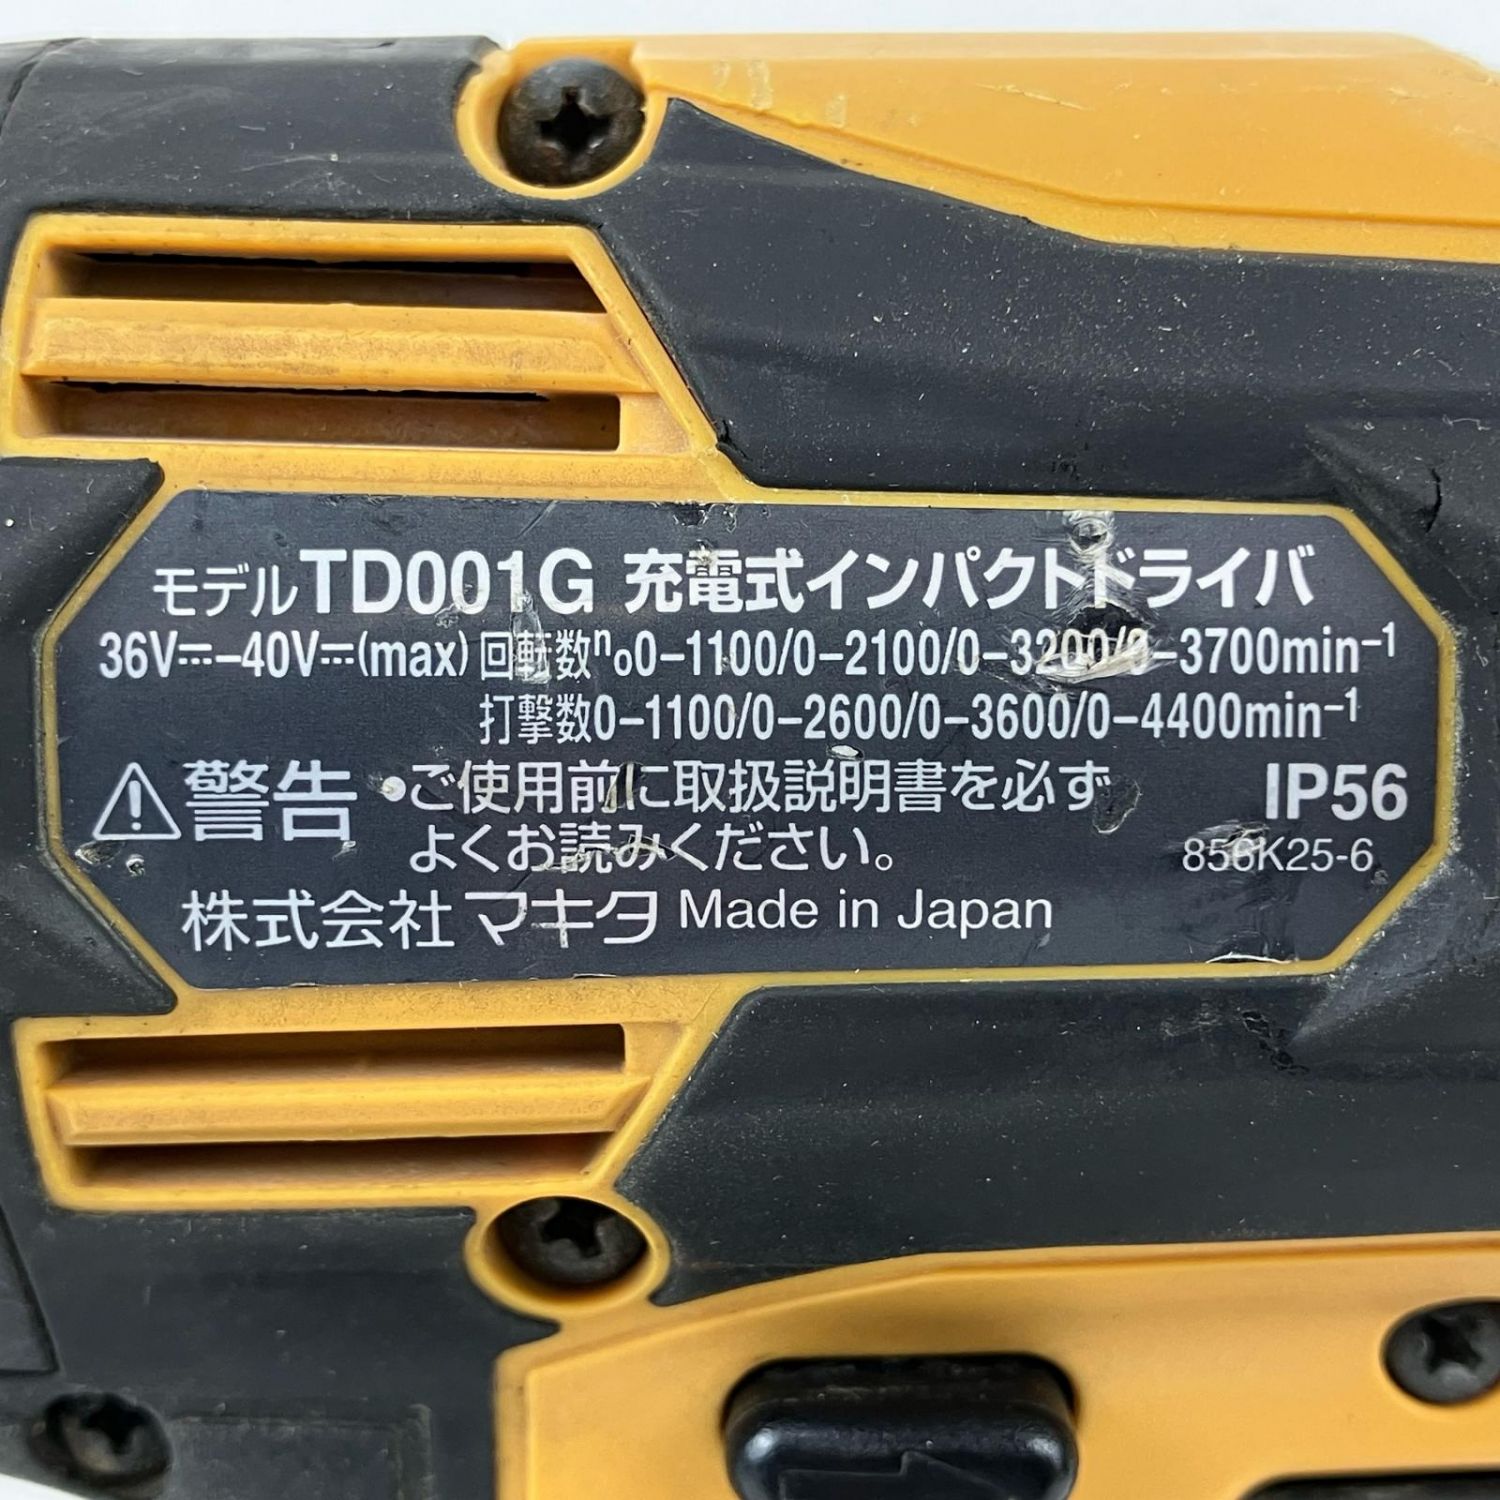 モデルTD001G 充電式インパクトドライバ
36V⎓–40V⎓(max) 回転数n₀0–1100/0–2100/0–3200/0–3700min⁻¹
打撃数0–1100/0–2600/0–3600/0–4400min⁻¹
⚠警告 •ご使用前に取扱説明書を必ず IP56
よくお読みください。 856K25-6
株式会社マキタ Made in Japan